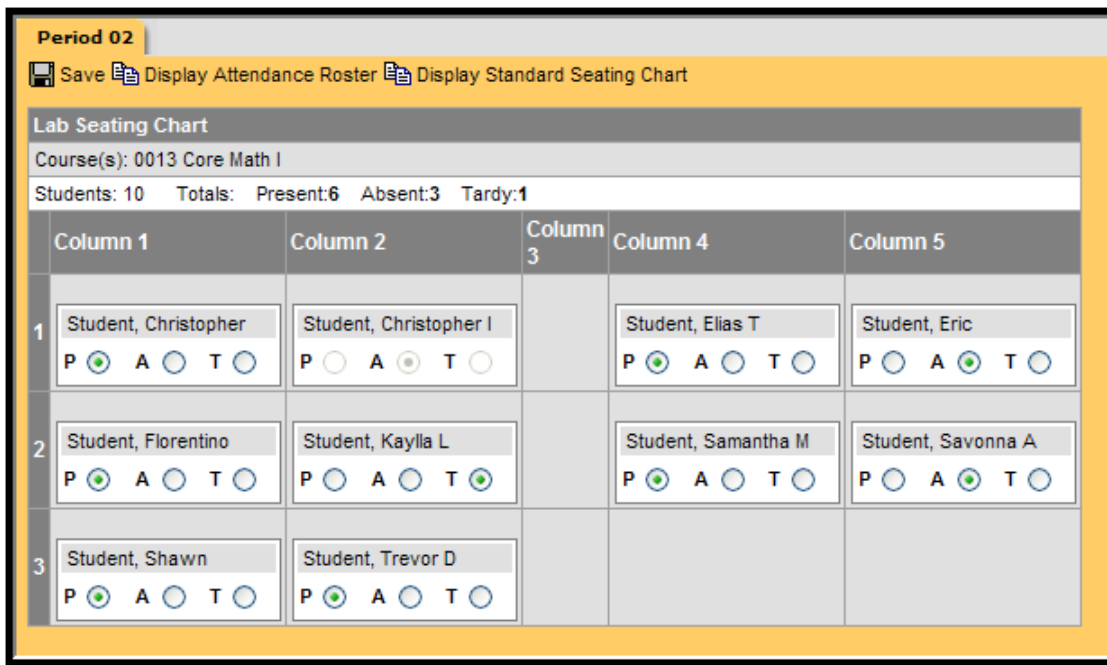 Period 02
Save Display Attendance Roster Display Standard Seating Chart
Lab Seating Chart
Course(s): 0013 Core Math I
Students: 10 Totals: Present:6 Absent:3 Tardy:1
Column 1 Column 2 Column 3 Column 4 Column 5
1
Student, Christopher Student, Christopher I Student, Elias T Student, Eric
P A T P A T P A T P A T
2
Student, Florentino Student, Kaylla L Student, Samantha M Student, Savonna A
P A T P A T P A T P A T
3
Student, Shawn Student, Trevor D
P A T P A T